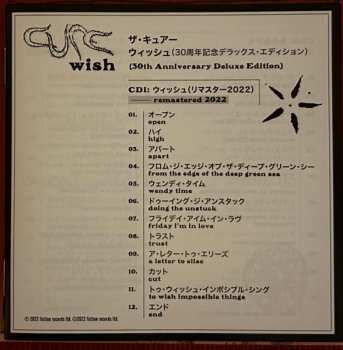 CURE
wish
ザ・キュアー
ウィッシュ(30周年記念デラックス・エディション)
(30th Anniversary Deluxe Edition)
CD1: ウィッシュ(リマスター2022)
remastered 2022
01. オープン
open
02. ハイ
high
03. アパート
apart
04. フロム・ジ・エッジ・オブ・ザ・ディープ・グリーン・シー
from the edge of the deep green sea
05. ウェンディ・タイム
wendy time
06. ドゥーイング・ジ・アンスタック
doing the unstuck
07. フライデイ・アイム・イン・ラヴ
friday i'm in love
08. トラスト
trust
09. ア・レター・トゥ・エリーズ
a letter to elise
10. カット
cut
11. トゥ・ウィッシュ・インポシブル・シング
to wish impossible things
12. エンド
end
℗ 2022 fiction records ltd. ©2022 fiction records ltd.